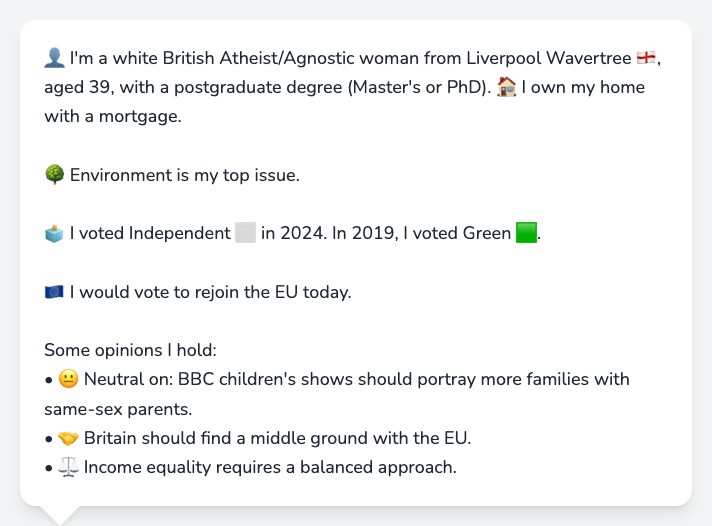 👤 I'm a white British Atheist/Agnostic woman from Liverpool Wavertree 🏴󠁧󠁢󠁥󠁮󠁧󠁿,
aged 39, with a postgraduate degree (Master's or PhD). 🏠 I own my home
with a mortgage.
🌳 Environment is my top issue.
🗳️ I voted Independent ⬜ in 2024. In 2019, I voted Green 🟩.
🇪🇺 I would vote to rejoin the EU today.
Some opinions I hold:
• 😐 Neutral on: BBC children's shows should portray more families with
same-sex parents.
• 🤝 Britain should find a middle ground with the EU.
• ⚖️ Income equality requires a balanced approach.